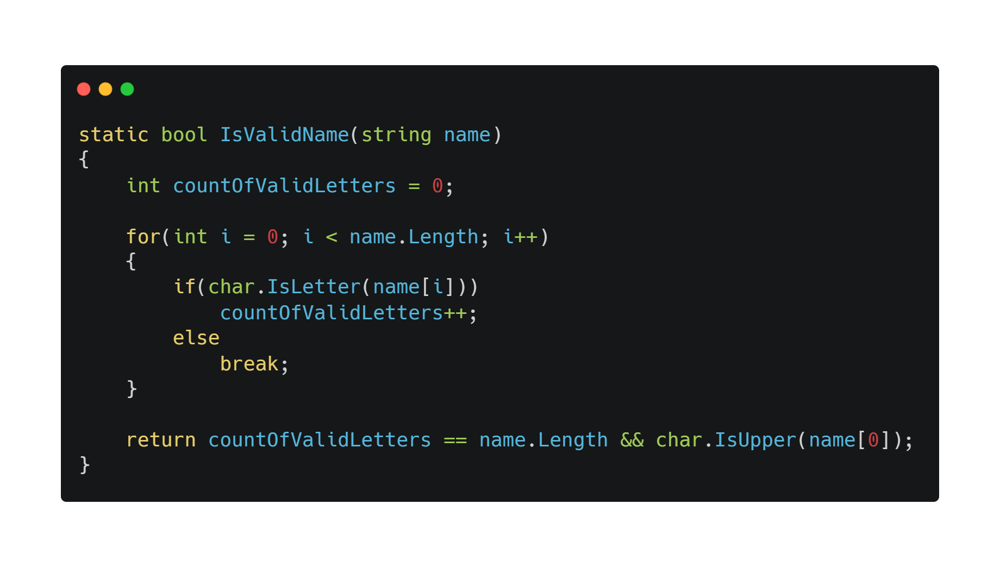 static bool IsValidName(string name)
{
    int countOfValidLetters = 0;

    for(int i = 0; i < name.Length; i++)
    {
        if(char.IsLetter(name[i]))
            countOfValidLetters++;
        else
            break;
    }

    return countOfValidLetters == name.Length && char.IsUpper(name[0]);
}